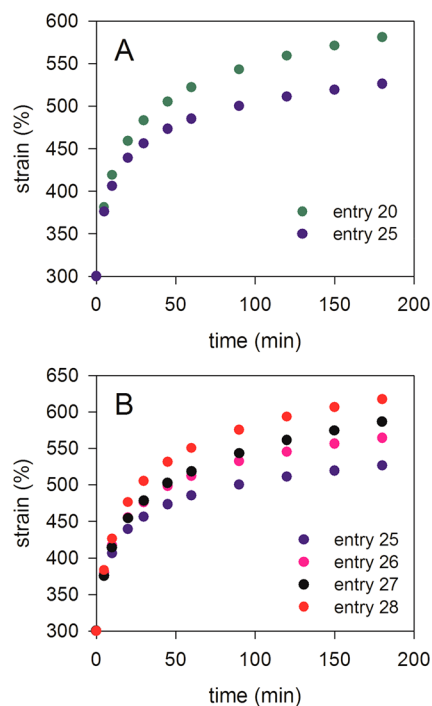 A
600
550
500
450
400
350
300
strain (%)
entry 20
entry 25
0 50 100 150 200
time (min)
B
650
600
550
500
450
400
350
300
strain (%)
entry 25
entry 26
entry 27
entry 28
0 50 100 150 200
time (min)